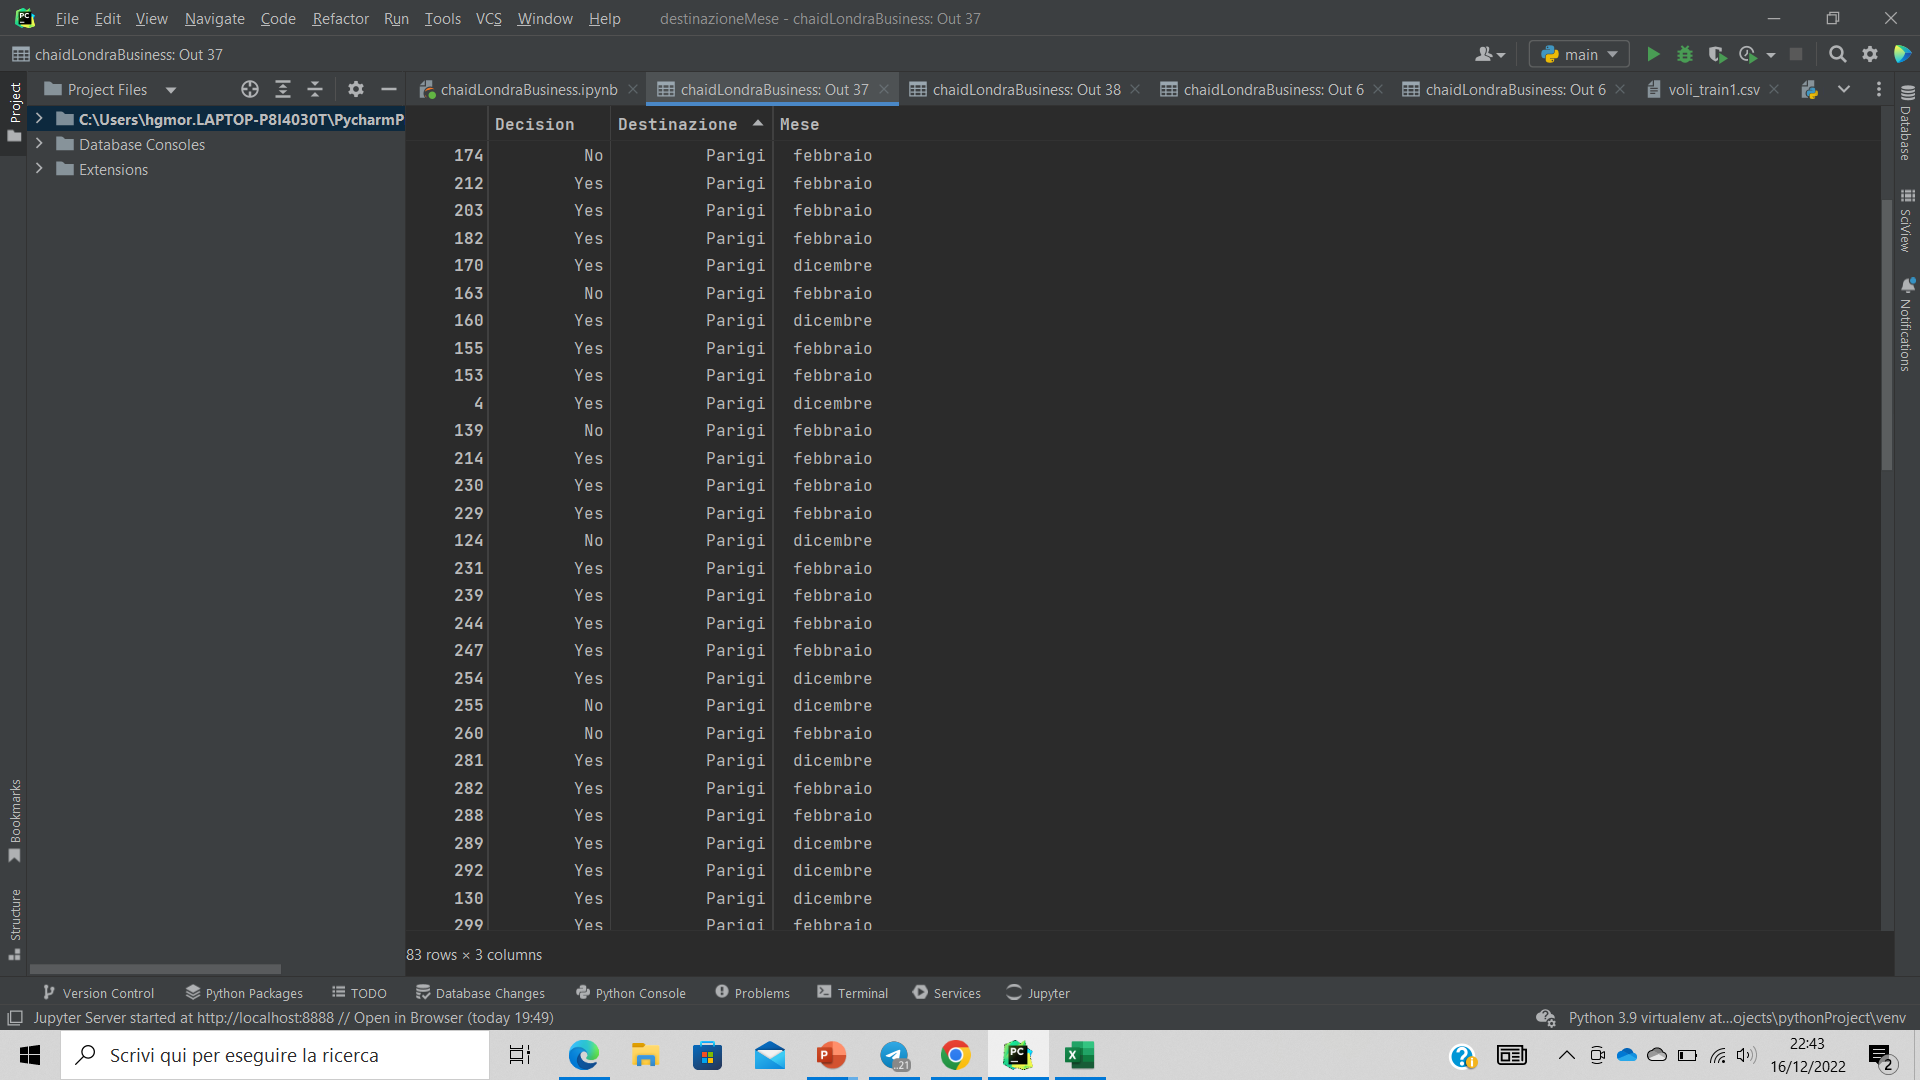 File Edit View Navigate Code Refactor Run Tools VCS Window Help destinazioneMese - chaidLondraBusiness: Out 37
chaidLondraBusiness: Out 37
main
Project
Project Files
chaidLondraBusiness.ipynb
chaidLondraBusiness: Out 37
chaidLondraBusiness: Out 38
chaidLondraBusiness: Out 6
chaidLondraBusiness: Out 6
voli_train1.csv
C:\Users\hgmor.LAPTOP-P8I4030T\PycharmP
Database Consoles
Extensions
Decision Destinazione Mese
174 No Parigi febbraio
212 Yes Parigi febbraio
203 Yes Parigi febbraio
182 Yes Parigi febbraio
170 Yes Parigi dicembre
163 No Parigi febbraio
160 Yes Parigi dicembre
155 Yes Parigi febbraio
153 Yes Parigi febbraio
4 Yes Parigi dicembre
139 No Parigi febbraio
214 Yes Parigi febbraio
230 Yes Parigi febbraio
229 Yes Parigi febbraio
124 No Parigi dicembre
231 Yes Parigi febbraio
239 Yes Parigi febbraio
244 Yes Parigi febbraio
247 Yes Parigi febbraio
254 Yes Parigi dicembre
255 No Parigi dicembre
260 No Parigi febbraio
281 Yes Parigi dicembre
282 Yes Parigi febbraio
288 Yes Parigi febbraio
289 Yes Parigi dicembre
292 Yes Parigi dicembre
130 Yes Parigi dicembre
299 Yes Parigi febbraio
83 rows × 3 columns
Database
SciView
Notifications
Bookmarks
Structure
Version Control Python Packages TODO Database Changes Python Console Problems Terminal Services Jupyter
Jupyter Server started at http://localhost:8888 // Open in Browser (today 19:49)
Python 3.9 virtualenv at...ojects\pythonProject\venv
Scrivi qui per eseguire la ricerca
..21
22:43
16/12/2022
2